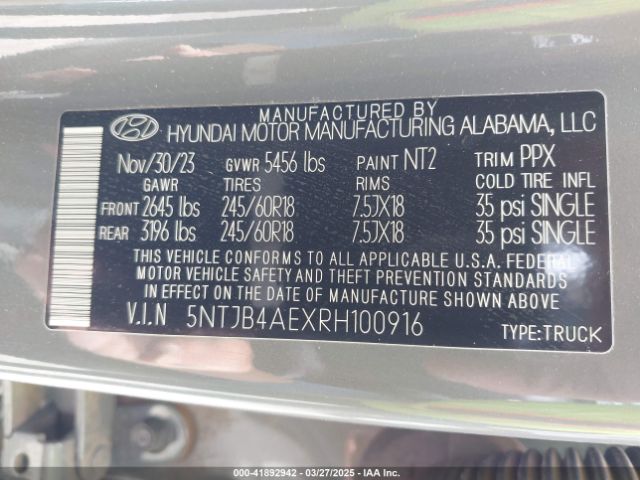 MANUFACTURED BY
HYUNDAI MOTOR MANUFACTURING ALABAMA, LLC
Nov/30/23 GVWR 5456 lbs PAINT NT2 TRIM PPX
GAWR TIRES RIMS COLD TIRE INFL
FRONT 2645 lbs 245/60R18 7.5JX18 35 psi SINGLE
REAR 3196 lbs 245/60R18 7.5JX18 35 psi SINGLE
THIS VEHICLE CONFORMS TO ALL APPLICABLE U.S.A. FEDERAL
MOTOR VEHICLE SAFETY AND THEFT PREVENTION STANDARDS
IN EFFECT ON THE DATE OF MANUFACTURE SHOWN ABOVE.
V.I.N 5NTJB4AEXRH100916 TYPE:TRUCK
000-41892942 | 03/27/2025 | IAA Inc.